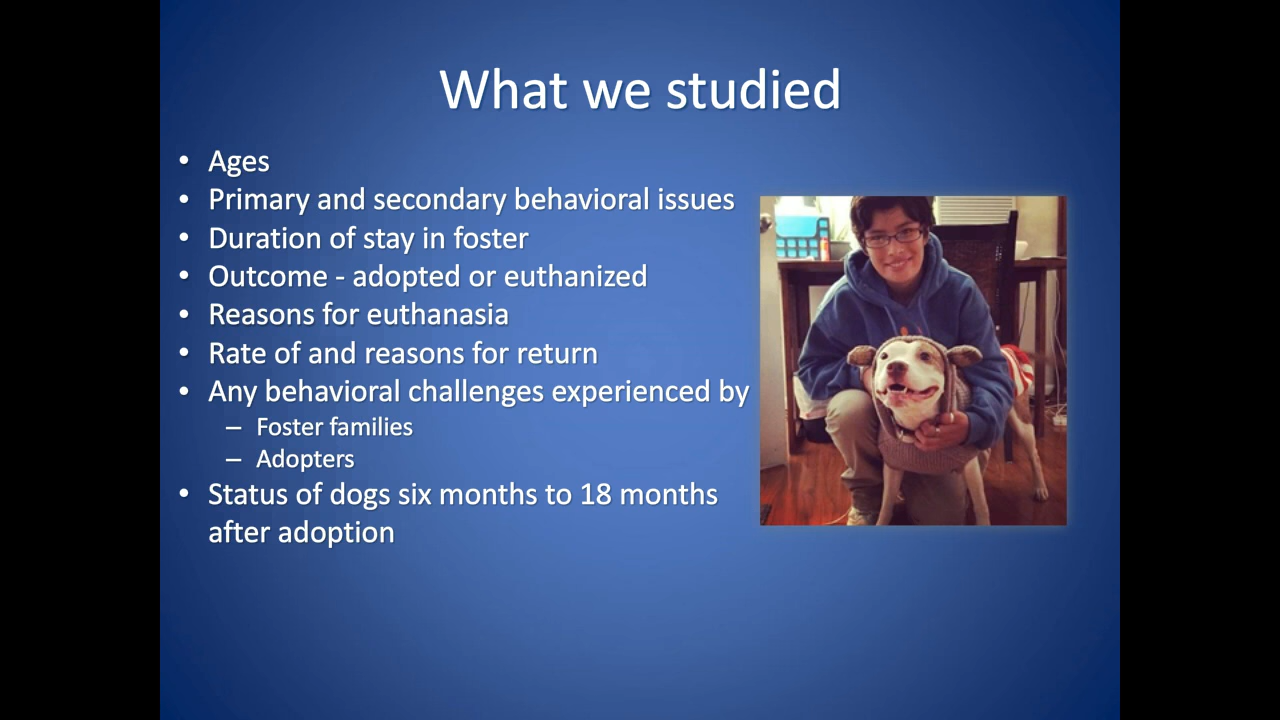 What we studied
• Ages
• Primary and secondary behavioral issues
• Duration of stay in foster
• Outcome - adopted or euthanized
• Reasons for euthanasia
• Rate of and reasons for return
• Any behavioral challenges experienced by
– Foster families
– Adopters
• Status of dogs six months to 18 months
after adoption